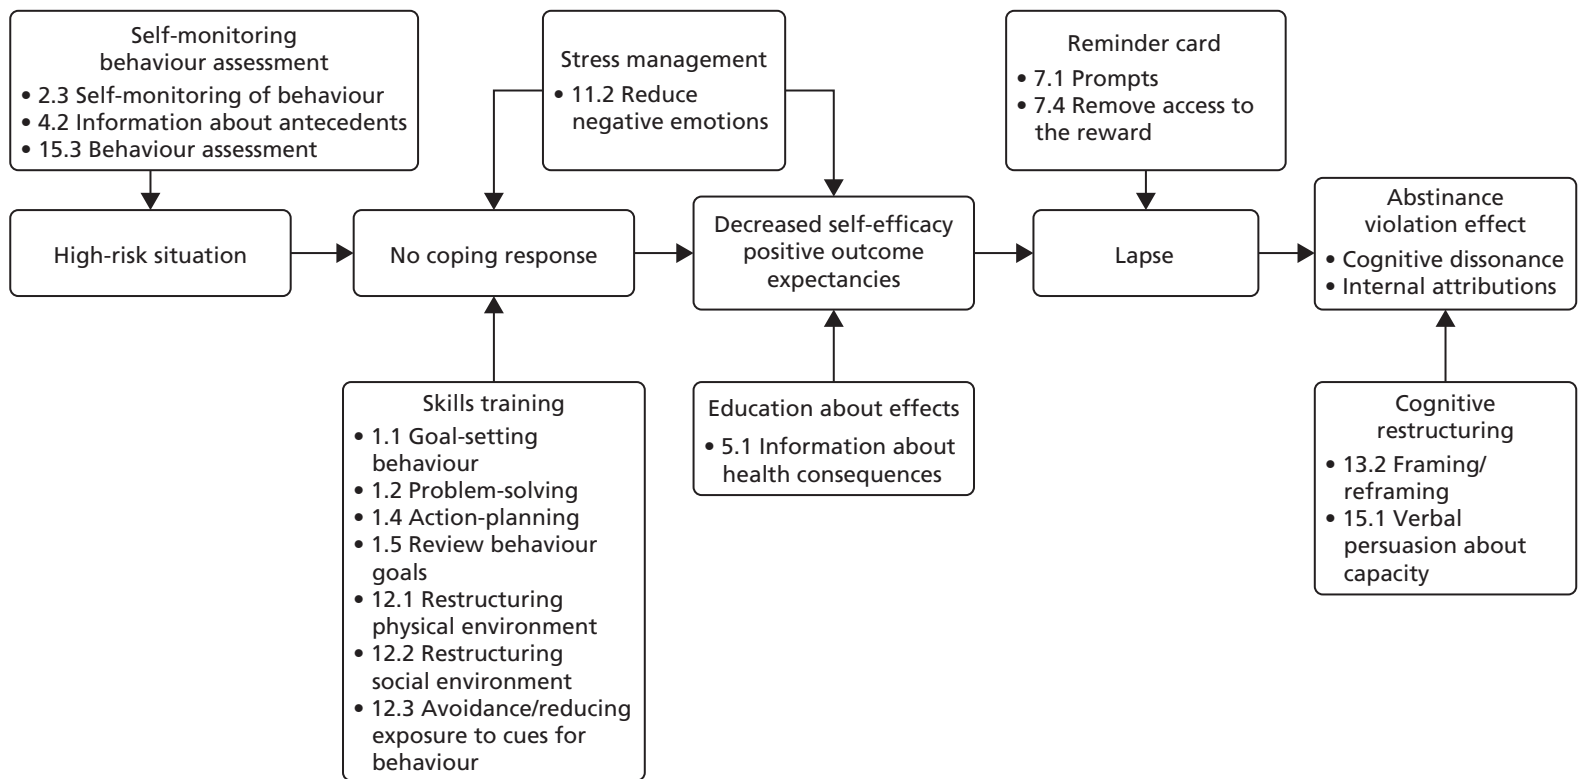 Self-monitoring
behaviour assessment
• 2.3 Self-monitoring of behaviour
• 4.2 Information about antecedents
• 15.3 Behaviour assessment
Stress management
• 11.2 Reduce
negative emotions
Reminder card
• 7.1 Prompts
• 7.4 Remove access to
the reward
High-risk situation
No coping response
Decreased self-efficacy
positive outcome
expectancies
Lapse
Abstinance
violation effect
• Cognitive dissonance
• Internal attributions
Skills training
• 1.1 Goal-setting
behaviour
• 1.2 Problem-solving
• 1.4 Action-planning
• 1.5 Review behaviour
goals
• 12.1 Restructuring
physical environment
• 12.2 Restructuring
social environment
• 12.3 Avoidance/reducing
exposure to cues for
behaviour
Education about effects
• 5.1 Information about
health consequences
Cognitive
restructuring
• 13.2 Framing/
reframing
• 15.1 Verbal
persuasion about
capacity